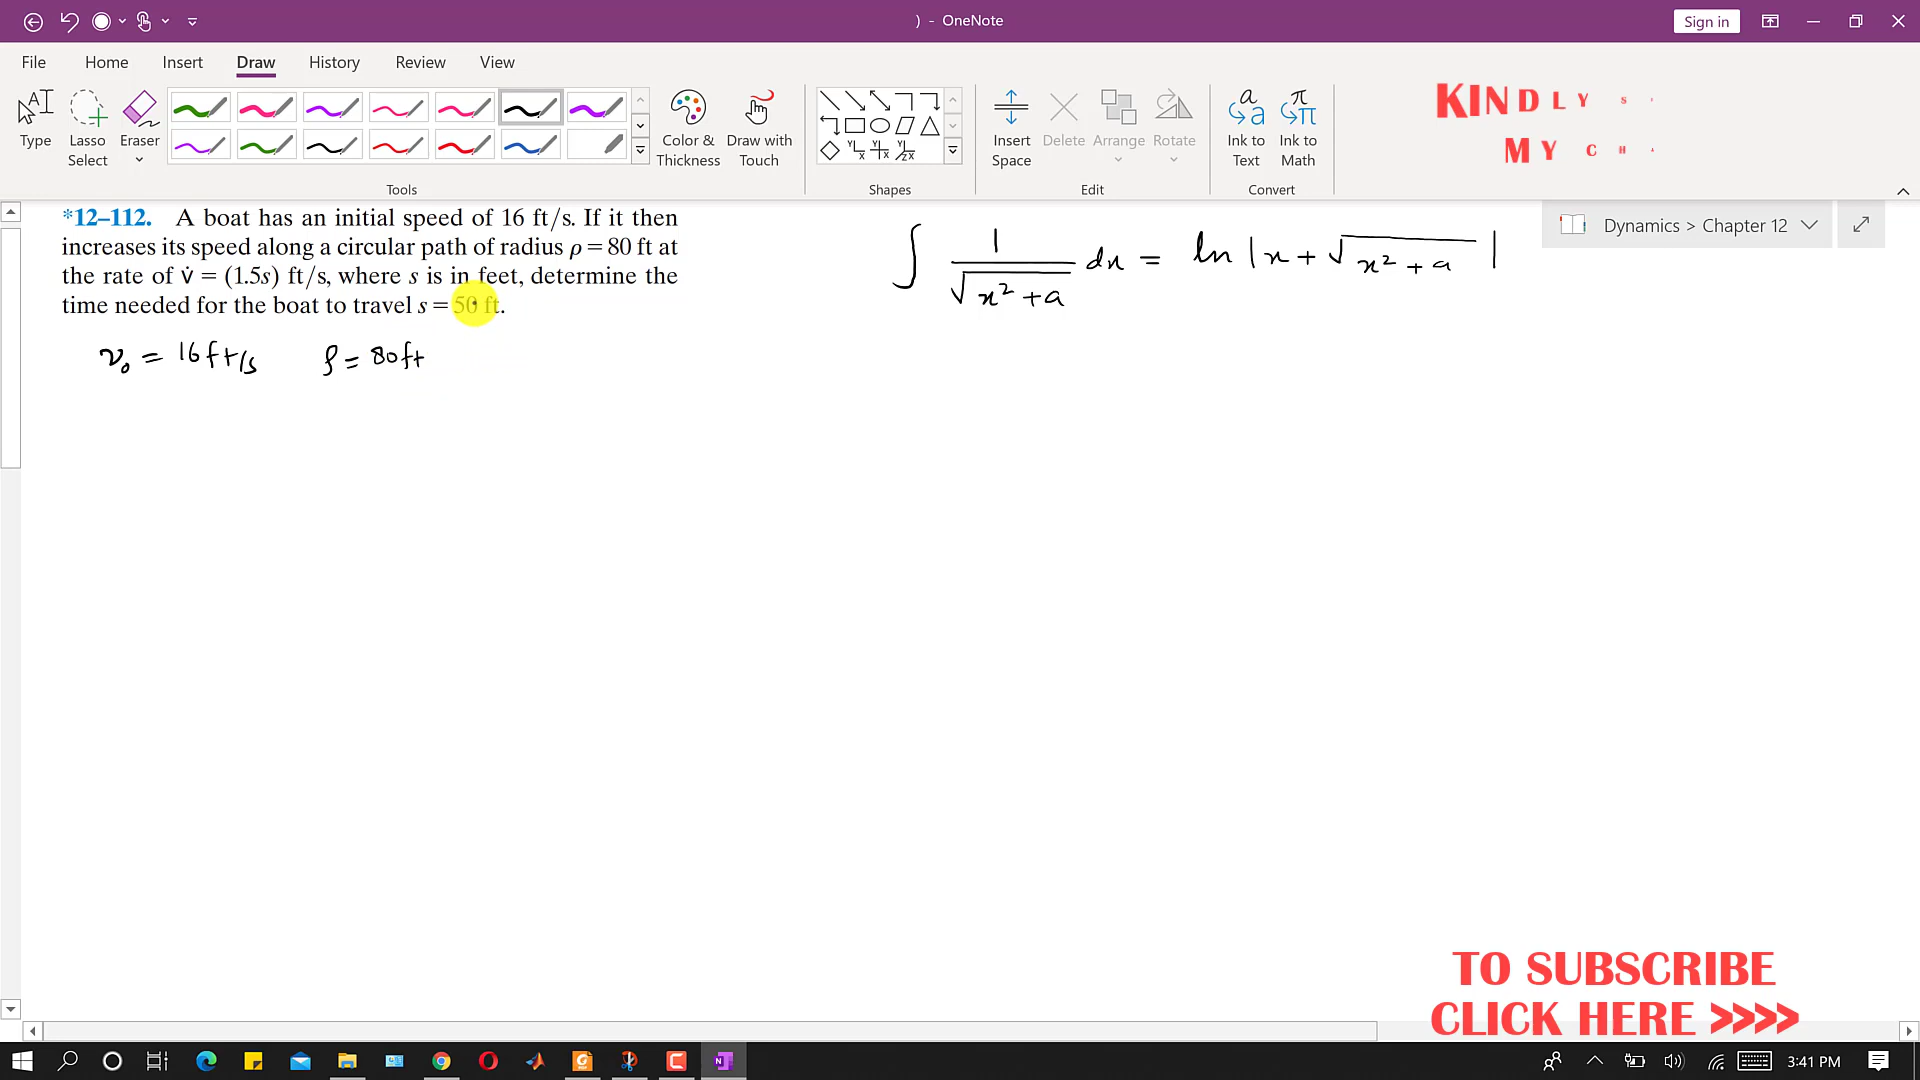 ) - OneNote
Sign in
File Home Insert Draw History Review View
Type
Lasso Select
Eraser
Color & Thickness
Draw with Touch
Insert Space
Delete
Arrange
Rotate
Ink to Text
Ink to Math
Tools
Shapes
Edit
Convert
KINDLY S
MY CH
Dynamics > Chapter 12
*12–112. A boat has an initial speed of 16 ft/s. If it then
increases its speed along a circular path of radius ρ = 80 ft at
the rate of v̇ = (1.5s) ft/s, where s is in feet, determine the
time needed for the boat to travel s = 50 ft.
∫ 1/√(x² + a) dx = ln |x + √(x² + a)|
v₀ = 16 ft/s ρ = 80 ft
TO SUBSCRIBE
CLICK HERE >>>>
3:41 PM